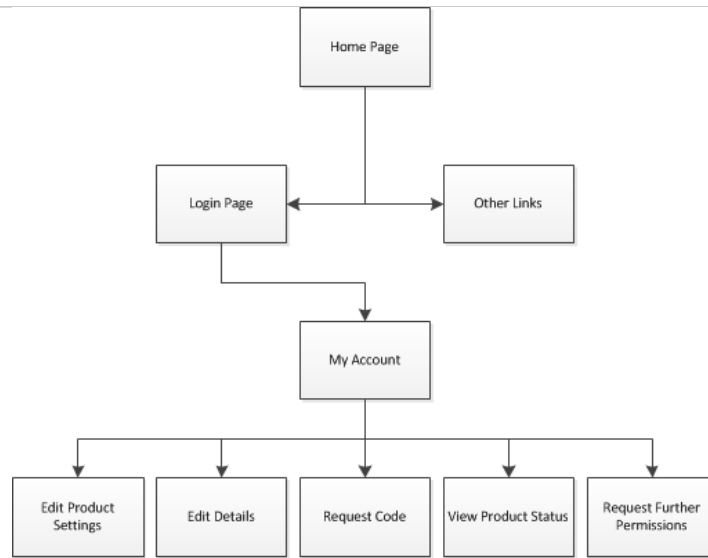 Home Page
Login Page
Other Links
My Account
Edit Product
Settings
Edit Details
Request Code
View Product Status
Request Further
Permissions